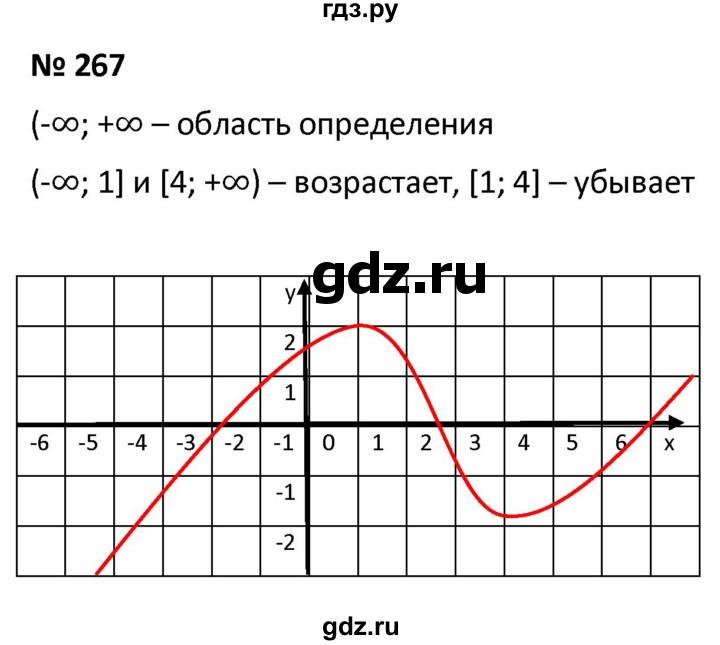 гдз.ру
№ 267
(-∞; +∞ – область определения
(-∞; 1] и [4; +∞) – возрастает, [1; 4] – убывает
gdz.ru
y
2
1
-6 -5 -4 -3 -2 -1 0 1 2 3 4 5 6 x
-1
-2
gdz.ru